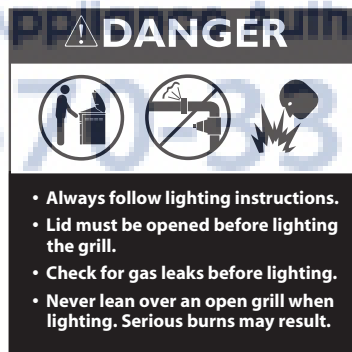 DANGER
• Always follow lighting instructions.
• Lid must be opened before lighting
the grill.
• Check for gas leaks before lighting.
• Never lean over an open grill when
lighting. Serious burns may result.